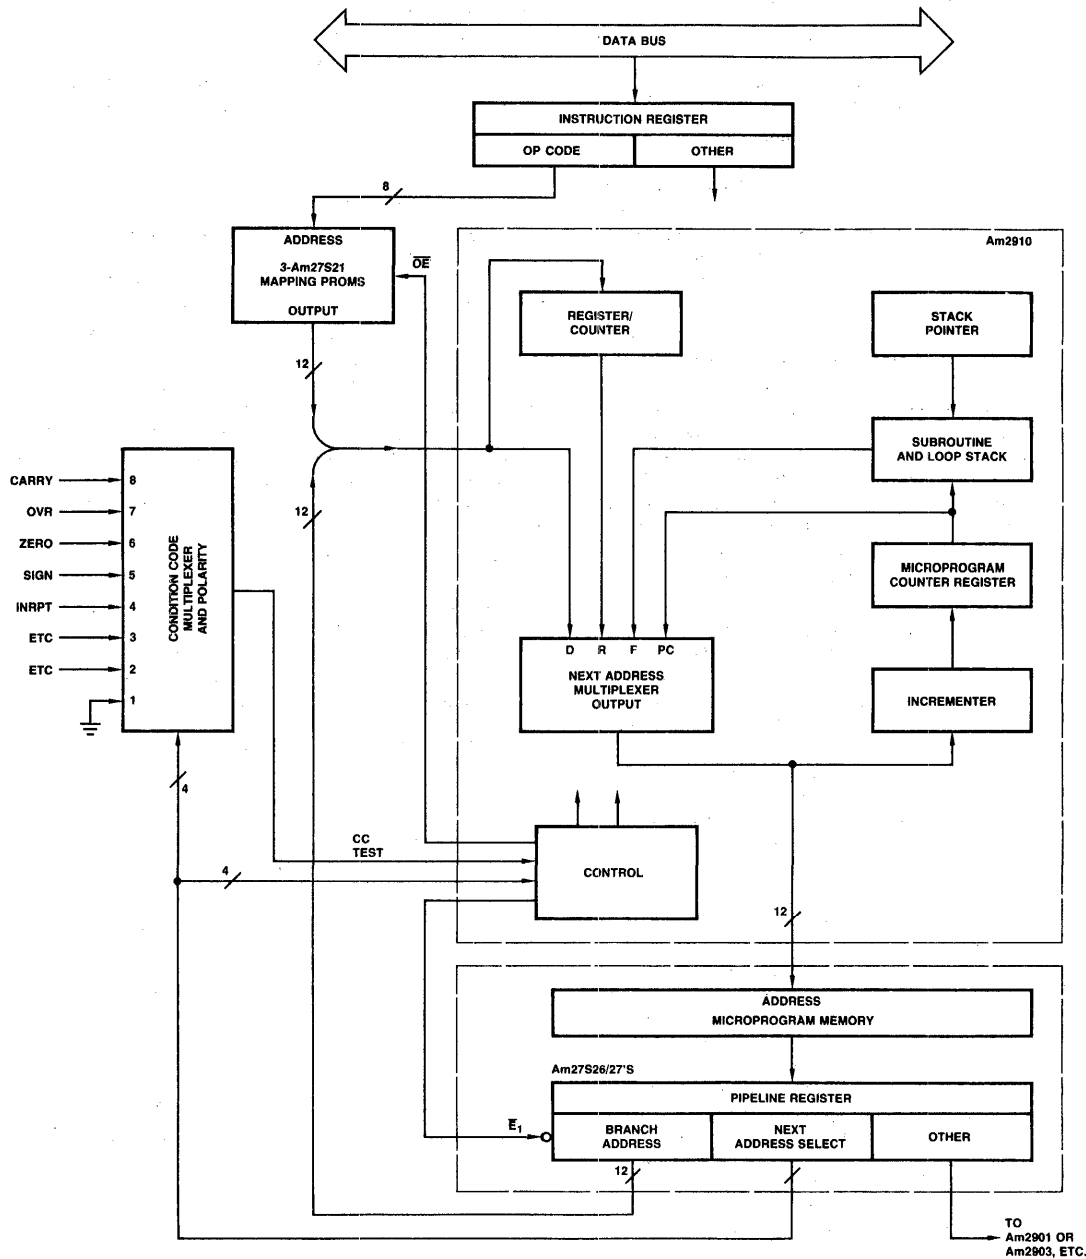 DATA BUS
INSTRUCTION REGISTER
OP CODE
OTHER
8
ADDRESS
3-Am27S21
MAPPING PROMS
OUTPUT
OE
Am2910
REGISTER/
COUNTER
STACK
POINTER
12
SUBROUTINE
AND LOOP STACK
CARRY
8
OVR
7
ZERO
6
SIGN
5
INRPT
4
ETC
3
ETC
2
1
CONDITION CODE
MULTIPLEXER
AND POLARITY
12
MICROPROGRAM
COUNTER REGISTER
D R F PC
NEXT ADDRESS
MULTIPLEXER
OUTPUT
INCREMENTER
4
CC
TEST
CONTROL
4
12
ADDRESS
MICROPROGRAM MEMORY
Am27S26/27'S
PIPELINE REGISTER
E1
BRANCH
ADDRESS
NEXT
ADDRESS SELECT
OTHER
12
TO
Am2901 OR
Am2903, ETC.